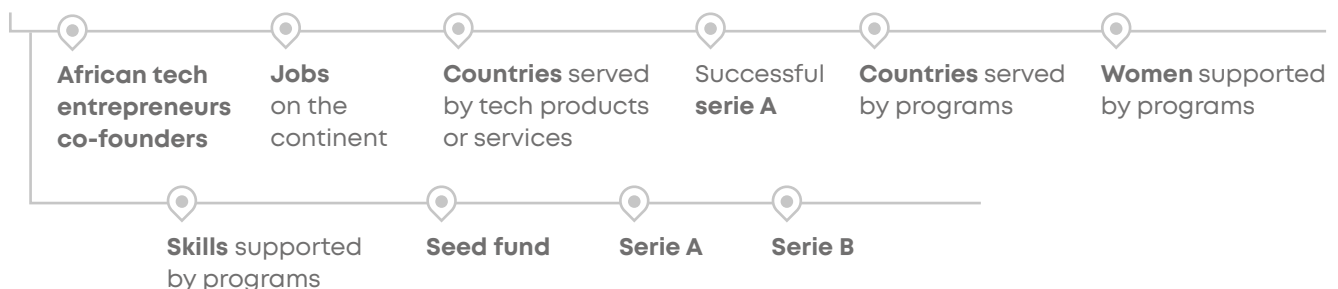 African tech
entrepreneurs
co-founders
Jobs
on the
continent
Countries served
by tech products
or services
Successful
serie A
Countries served
by programs
Women supported
by programs
Skills supported
by programs
Seed fund
Serie A
Serie B